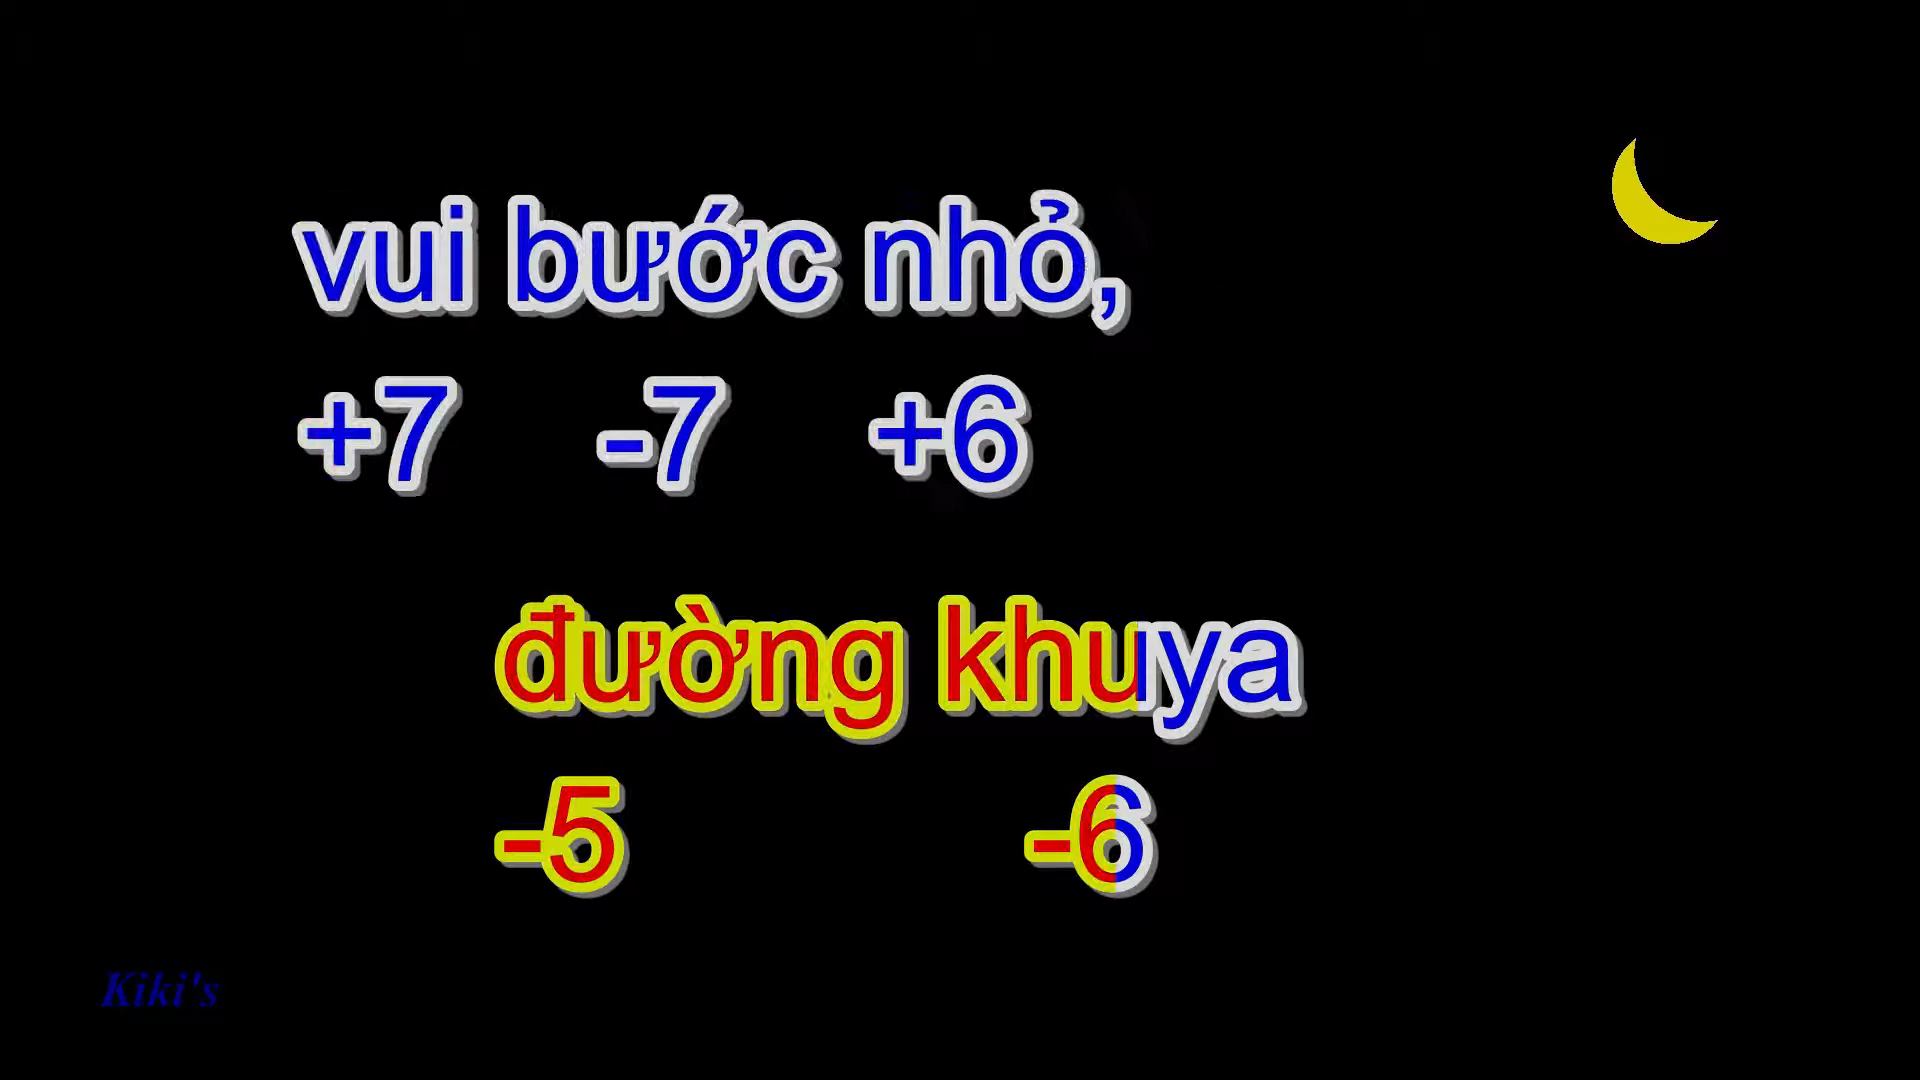 vui bước nhỏ,
+7 -7 +6
đường khuya
-5 -6
Kiki's